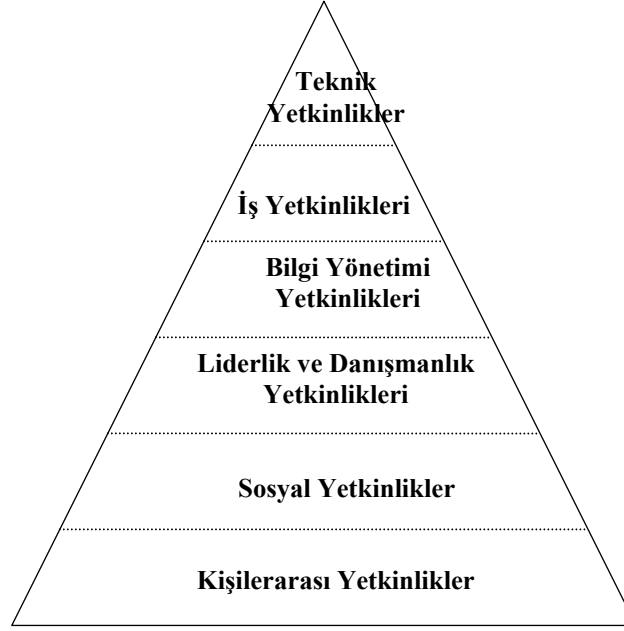 Teknik
Yetkinlikler
İş Yetkinlikleri
Bilgi Yönetimi
Yetkinlikleri
Liderlik ve Danışmanlık
Yetkinlikleri
Sosyal Yetkinlikler
Kişilerarası Yetkinlikler